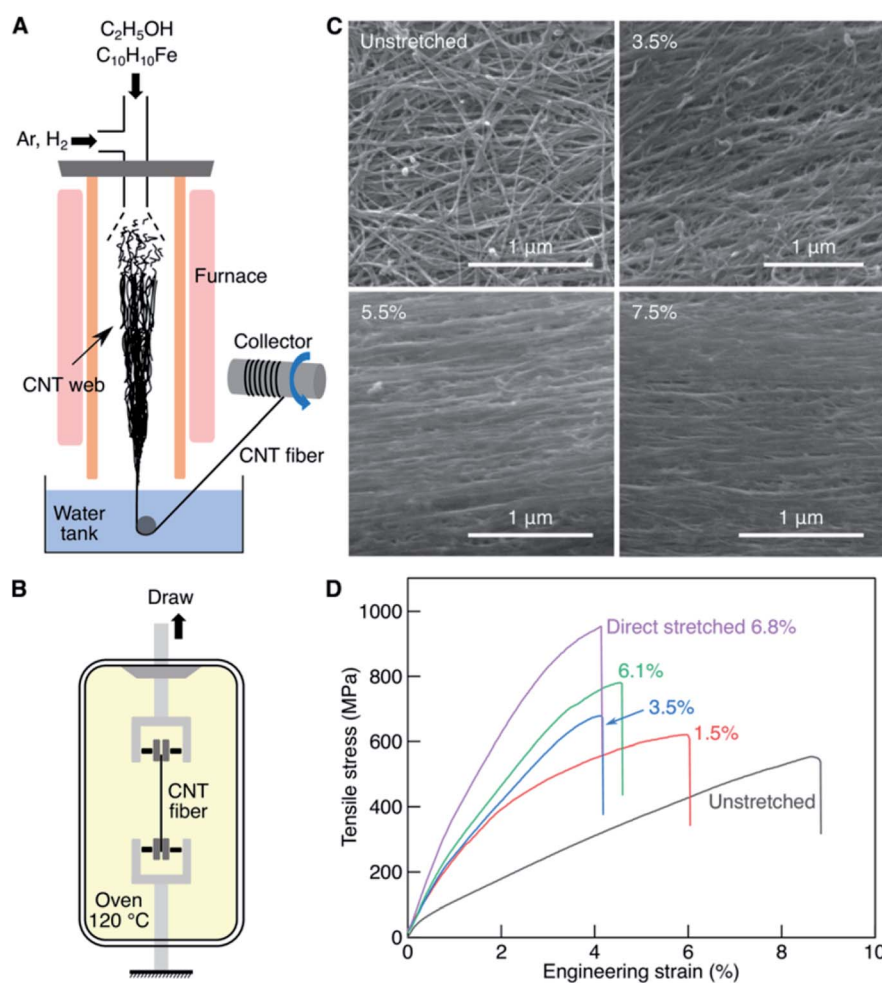 A
C₂H₅OH
C₁₀H₁₀Fe
Ar, H₂
Furnace
CNT web
Collector
CNT fiber
Water
tank
B
Draw
CNT
fiber
Oven
120 °C
C
Unstretched
1 µm
3.5%
1 µm
5.5%
1 µm
7.5%
1 µm
D
1000
800
600
400
200
0
Tensile stress (MPa)
Direct stretched 6.8%
6.1%
3.5%
1.5%
Unstretched
0
2
4
6
8
10
Engineering strain (%)